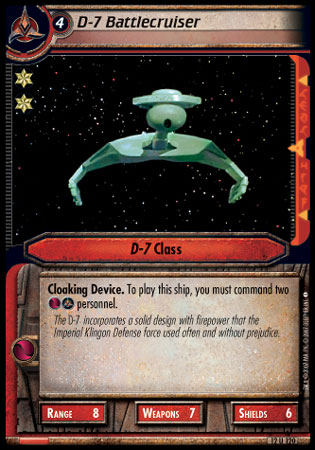 4 D-7 Battlecruiser
D-7 Class
Cloaking Device. To play this ship, you must command two
personnel.
The D-7 incorporates a solid design with firepower that the
Imperial Klingon Defense force used often and without prejudice.
RANGE 8 WEAPONS 7 SHIELDS 6
12 U 120